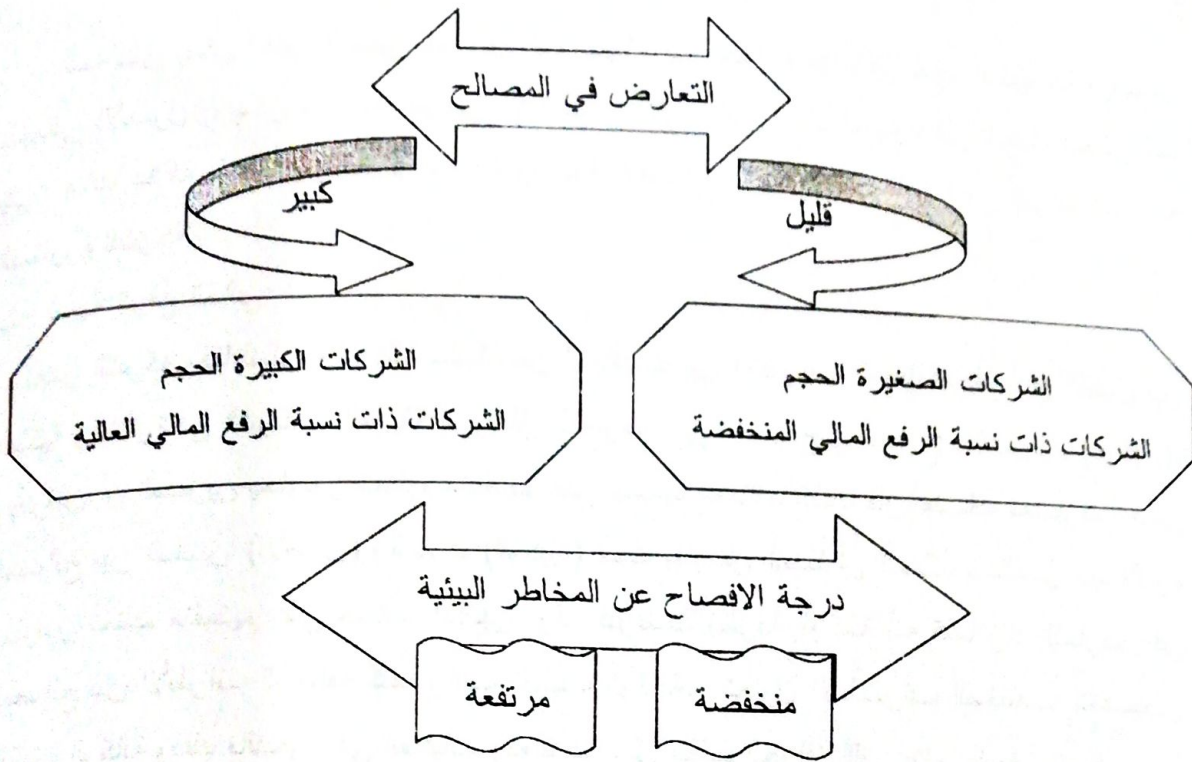 التعارض في المصالح
قليل
كبير
الشركات الصغيرة الحجم
الشركات ذات نسبة الرفع المالي المنخفضة
الشركات الكبيرة الحجم
الشركات ذات نسبة الرفع المالي العالية
درجة الافصاح عن المخاطر البيئية
منخفضة
مرتفعة